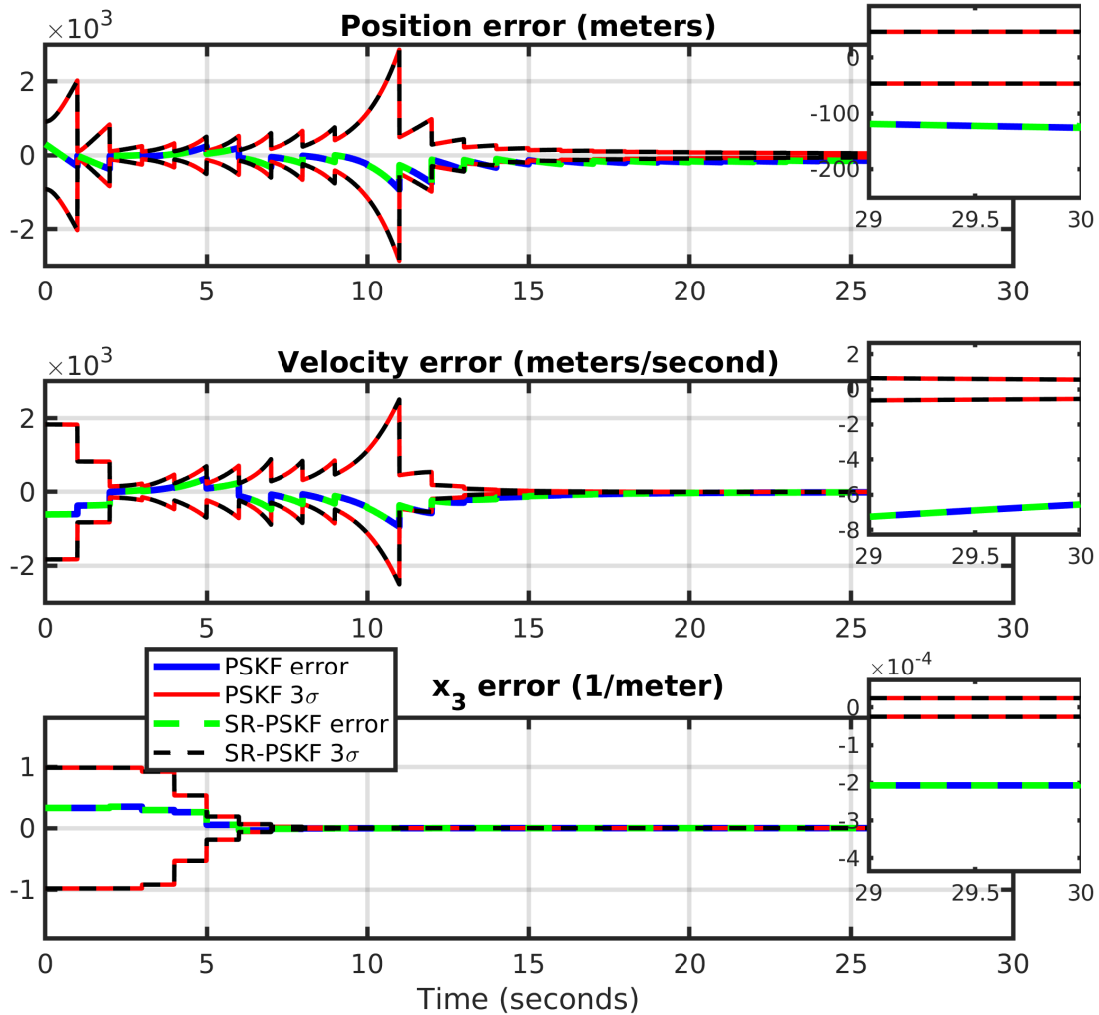 ×10³ Position error (meters)
2
0
-2
0 5 10 15 20 25 30
0
-100
-200
29 29.5 30
×10³ Velocity error (meters/second)
2
0
-2
0 5 10 15 20 25 30
2
0
-2
-4
-6
-8
29 29.5 30
PSKF error
PSKF 3σ
SR-PSKF error
SR-PSKF 3σ
x₃ error (1/meter)
1
0
-1
0 5 10 15 20 25 30
×10⁻⁴
0
-1
-2
-3
-4
29 29.5 30
Time (seconds)